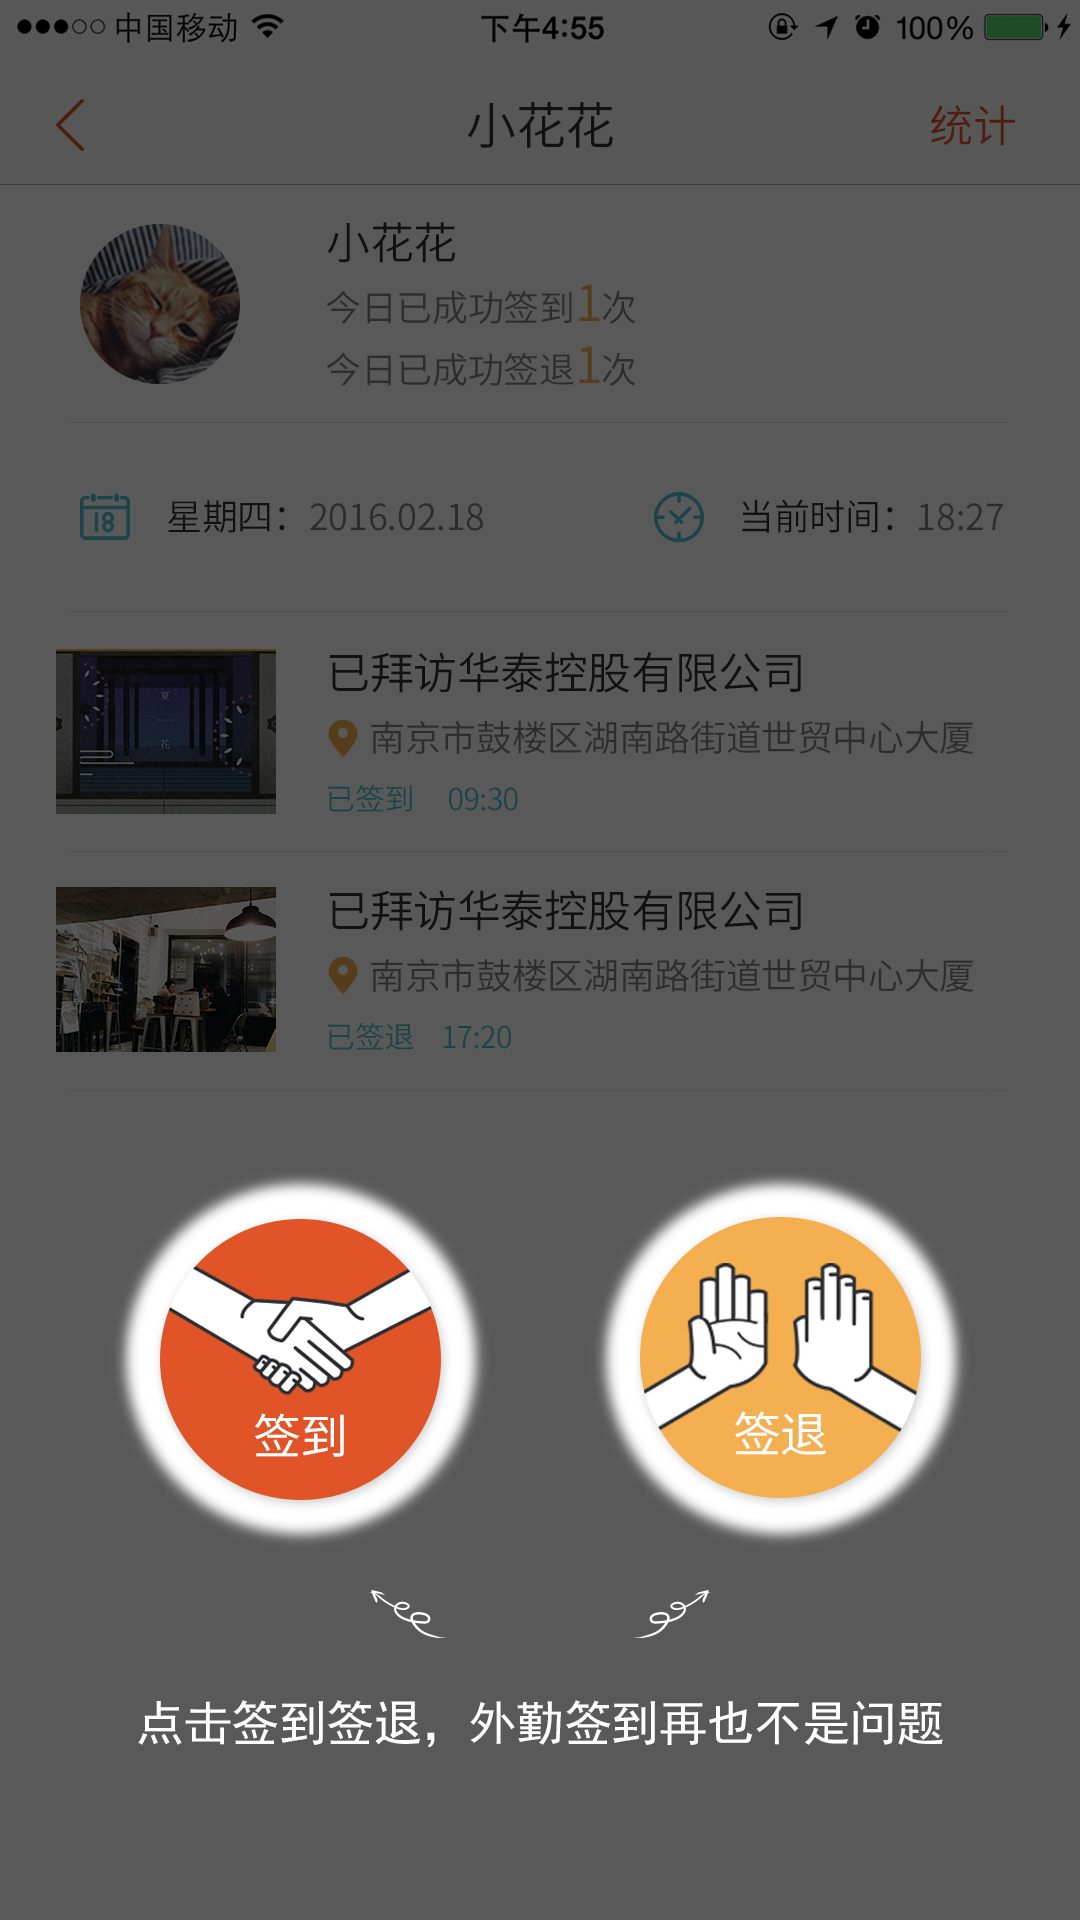 中国移动 下午4:55 100%
小花花 统计
小花花
今日已成功签到1次
今日已成功签退1次
18 星期四：2016.02.18 当前时间：18:27
已拜访华泰控股有限公司
南京市鼓楼区湖南路街道世贸中心大厦
已签到 09:30
夏
花
已拜访华泰控股有限公司
南京市鼓楼区湖南路街道世贸中心大厦
已签退 17:20
签到 签退
点击签到签退，外勤签到再也不是问题